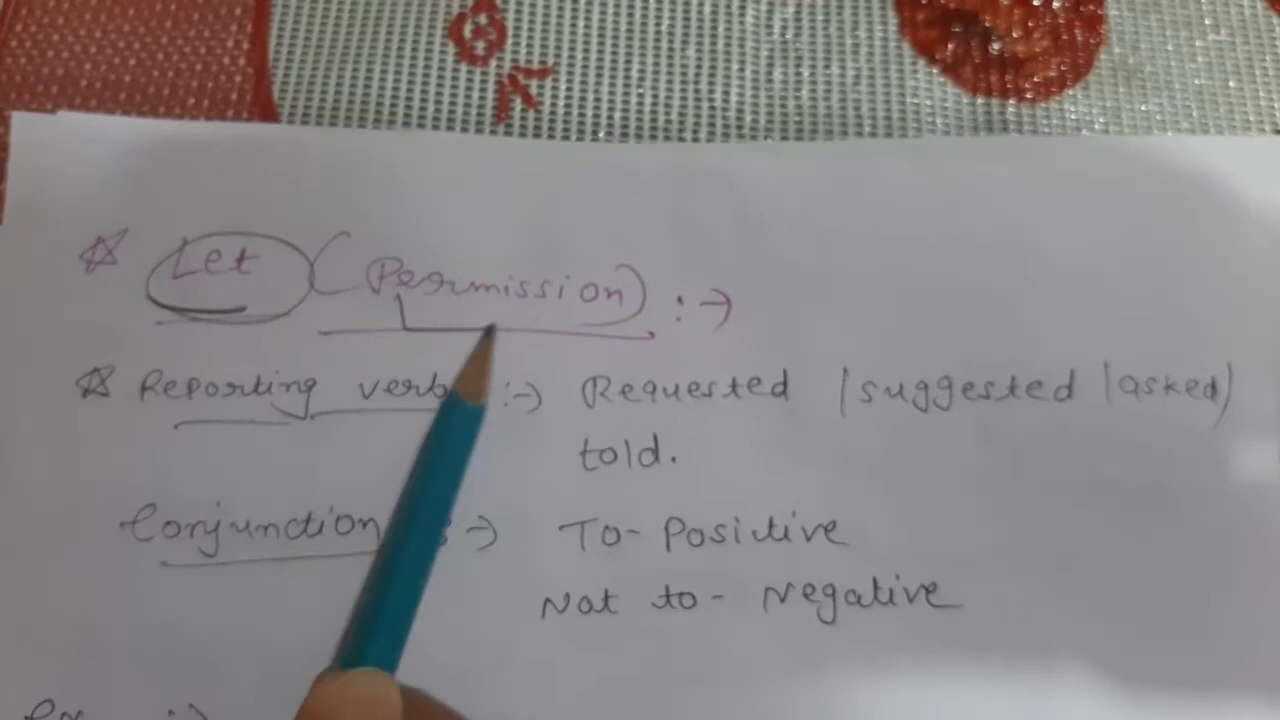 ☆ Let (Permission) :→
☆ Reporting verb :→ Requested /suggested /asked/
told.
Conjunction :→ To - Positive
Not to - Negative